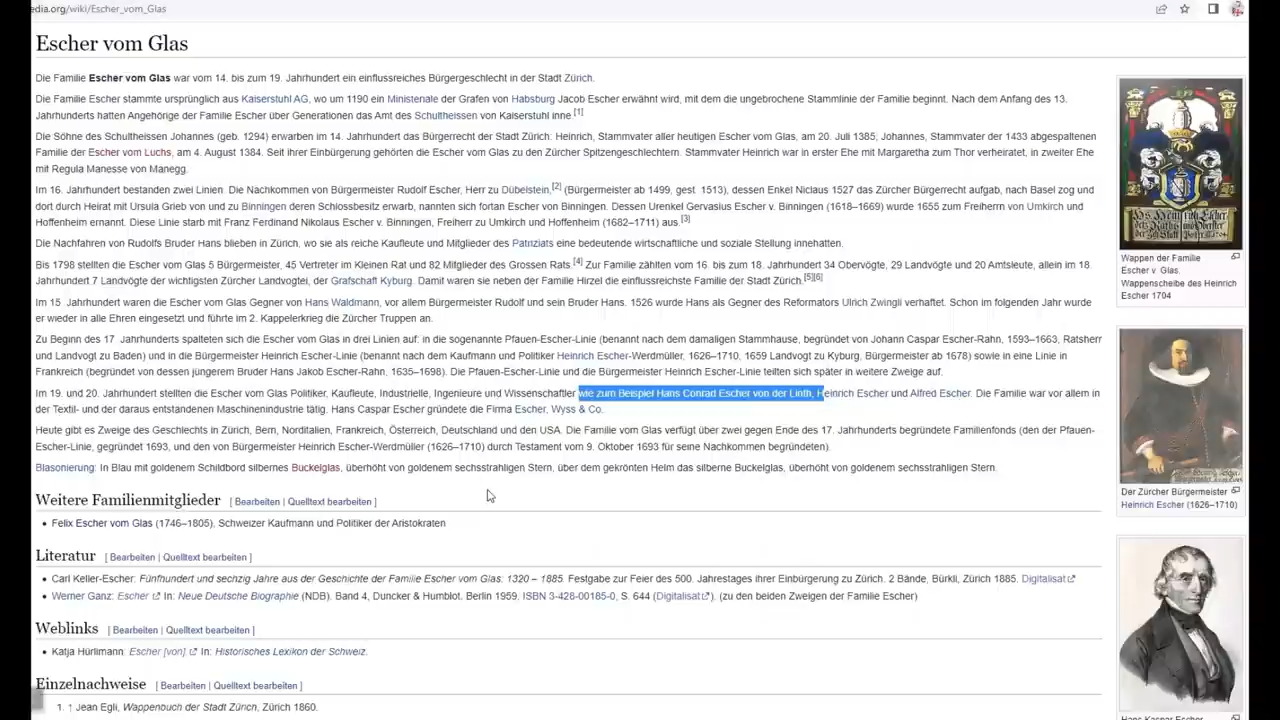 edia.org/wiki/Escher_vom_Glas
Escher vom Glas
Die Familie Escher vom Glas war vom 14. bis zum 19. Jahrhundert ein einflussreiches Bürgergeschlecht in der Stadt Zürich.
Die Familie Escher stammte ursprünglich aus Kaiserstuhl AG, wo um 1190 ein Ministeriale der Grafen von Habsburg Jacob Escher erwähnt wird, mit dem die ungebrochene Stammlinie der Familie beginnt. Nach dem Anfang des 13.
Jahrhunderts hatten Angehörige der Familie Escher über Generationen das Amt des Schultheissen von Kaiserstuhl inne.[1]
Die Söhne des Schultheissen Johannes (geb. 1294) erwarben im 14. Jahrhundert das Bürgerrecht der Stadt Zürich: Heinrich, Stammvater aller heutigen Escher vom Glas, am 20. Juli 1385; Johannes, Stammvater der 1433 abgespaltenen
Familie der Escher vom Luchs, am 4. August 1384. Seit ihrer Einbürgerung gehörten die Escher vom Glas zu den Zürcher Spitzengeschlechtern. Stammvater Heinrich war in erster Ehe mit Margaretha zum Thor verheiratet, in zweiter Ehe
mit Regula Manesse von Manegg.
Im 16. Jahrhundert bestanden zwei Linien. Die Nachkommen von Bürgermeister Rudolf Escher, Herr zu Dübelstein,[2] (Bürgermeister ab 1499, gest. 1513), dessen Enkel Niclaus 1527 das Zürcher Bürgerrecht aufgab, nach Basel zog und
dort durch Heirat mit Ursula Grieb von und zu Binningen deren Schlossbesitz erwarb, nannten sich fortan Escher von Binningen. Dessen Urenkel Gervasius Escher v. Binningen (1618–1669) wurde 1655 zum Freiherrn von Umkirch und
Hoffenheim ernannt. Diese Linie starb mit Franz Ferdinand Nikolaus Escher v. Binningen, Freiherr zu Umkirch und Hoffenheim (1682–1711) aus.[3]
Die Nachfahren von Rudolfs Bruder Hans blieben in Zürich, wo sie als reiche Kaufleute und Mitglieder des Patriziats eine bedeutende wirtschaftliche und soziale Stellung innehatten.
Bis 1798 stellten die Escher vom Glas 5 Bürgermeister, 45 Vertreter im Kleinen Rat und 82 Mitglieder des Grossen Rats.[4] Zur Familie zählten vom 16. bis zum 18. Jahrhundert 34 Obervögte, 29 Landvögte und 20 Amtsleute, allein im 18.
Jahrhundert 7 Landvögte der wichtigsten Zürcher Landvogtei, der Grafschaft Kyburg. Damit waren sie neben der Familie Hirzel die einflussreichste Familie der Stadt Zürich.[5][6]
Im 15. Jahrhundert waren die Escher vom Glas Gegner von Hans Waldmann, vor allem Bürgermeister Rudolf und sein Bruder Hans. 1526 wurde Hans als Gegner des Reformators Ulrich Zwingli verhaftet. Schon im folgenden Jahr wurde
er wieder in alle Ehren eingesetzt und führte im 2. Kappelerkrieg die Zürcher Truppen an.
Zu Beginn des 17. Jahrhunderts spalteten sich die Escher vom Glas in drei Linien auf: in die sogenannte Pfauen-Escher-Linie (benannt nach dem damaligen Stammhause, begründet von Johann Caspar Escher-Rahn, 1593–1663, Ratsherr
und Landvogt zu Baden) und in die Bürgermeister Heinrich Escher-Linie (benannt nach dem Kaufmann und Politiker Heinrich Escher-Werdmüller, 1626–1710, 1659 Landvogt zu Kyburg, Bürgermeister ab 1678) sowie in eine Linie in
Frankreich (begründet von dessen jüngerem Bruder Hans Jakob Escher-Rahn, 1635–1698). Die Pfauen-Escher-Linie und die Bürgermeister Heinrich Escher-Linie teilten sich später in weitere Zweige auf.
Im 19. und 20. Jahrhundert stellten die Escher vom Glas Politiker, Kaufleute, Industrielle, Ingenieure und Wissenschaftler wie zum Beispiel Hans Conrad Escher von der Linth, Heinrich Escher und Alfred Escher. Die Familie war vor allem in
der Textil- und der daraus entstandenen Maschinenindustrie tätig. Hans Caspar Escher gründete die Firma Escher, Wyss & Co.
Heute gibt es Zweige des Geschlechts in Zürich, Bern, Norditalien, Frankreich, Österreich, Deutschland und den USA. Die Familie vom Glas verfügt über zwei gegen Ende des 17. Jahrhunderts begründete Familienfonds (den der Pfauen-
Escher-Linie, gegründet 1693, und den von Bürgermeister Heinrich Escher-Werdmüller (1626–1710) durch Testament vom 9. Oktober 1693 für seine Nachkommen begründeten).
Blasonierung: In Blau mit goldenem Schildbord silbernes Buckelglas, überhöht von goldenem sechsstrahligen Stern, über dem gekrönten Helm das silberne Buckelglas, überhöht von goldenem sechsstrahligen Stern.
Weitere Familienmitglieder [ Bearbeiten | Quelltext bearbeiten ]
• Felix Escher vom Glas (1746–1805), Schweizer Kaufmann und Politiker der Aristokraten
Literatur [ Bearbeiten | Quelltext bearbeiten ]
• Carl Keller-Escher: Fünfhundert und sechzig Jahre aus der Geschichte der Familie Escher vom Glas. 1320 – 1885. Festgabe zur Feier des 500. Jahrestages ihrer Einbürgerung zu Zürich. 2 Bände, Bürkli, Zürich 1885. Digitalisat
• Werner Ganz: Escher In: Neue Deutsche Biographie (NDB). Band 4, Duncker & Humblot, Berlin 1959, ISBN 3-428-00185-0, S. 644 (Digitalisat). (zu den beiden Zweigen der Familie Escher)
Weblinks [ Bearbeiten | Quelltext bearbeiten ]
• Katja Hürlimann: Escher [von] In: Historisches Lexikon der Schweiz.
Einzelnachweise [ Bearbeiten | Quelltext bearbeiten ]
1. ↑ Jean Egli, Wappenbuch der Stadt Zürich, Zürich 1860.
Wappen der Familie
Escher v. Glas.
Wappenscheibe des Heinrich
Escher 1704
Der Zürcher Bürgermeister
Heinrich Escher (1626–1710)
Hans Kaspar Escher